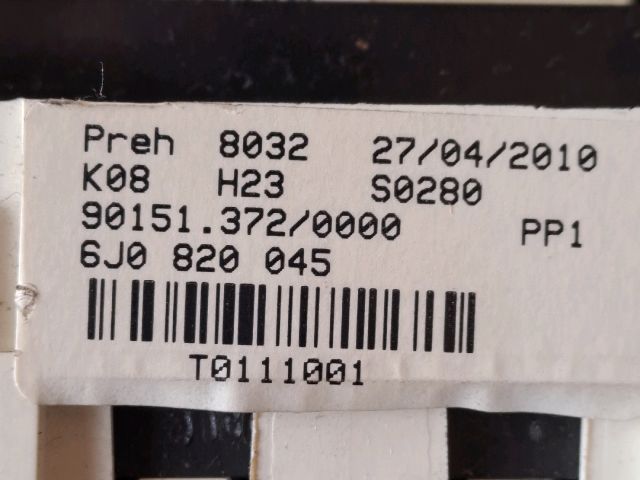 Preh 8032 27/04/2010
K08 H23 S0280
90151.372/0000 PP1
6J0 820 045
T0111001